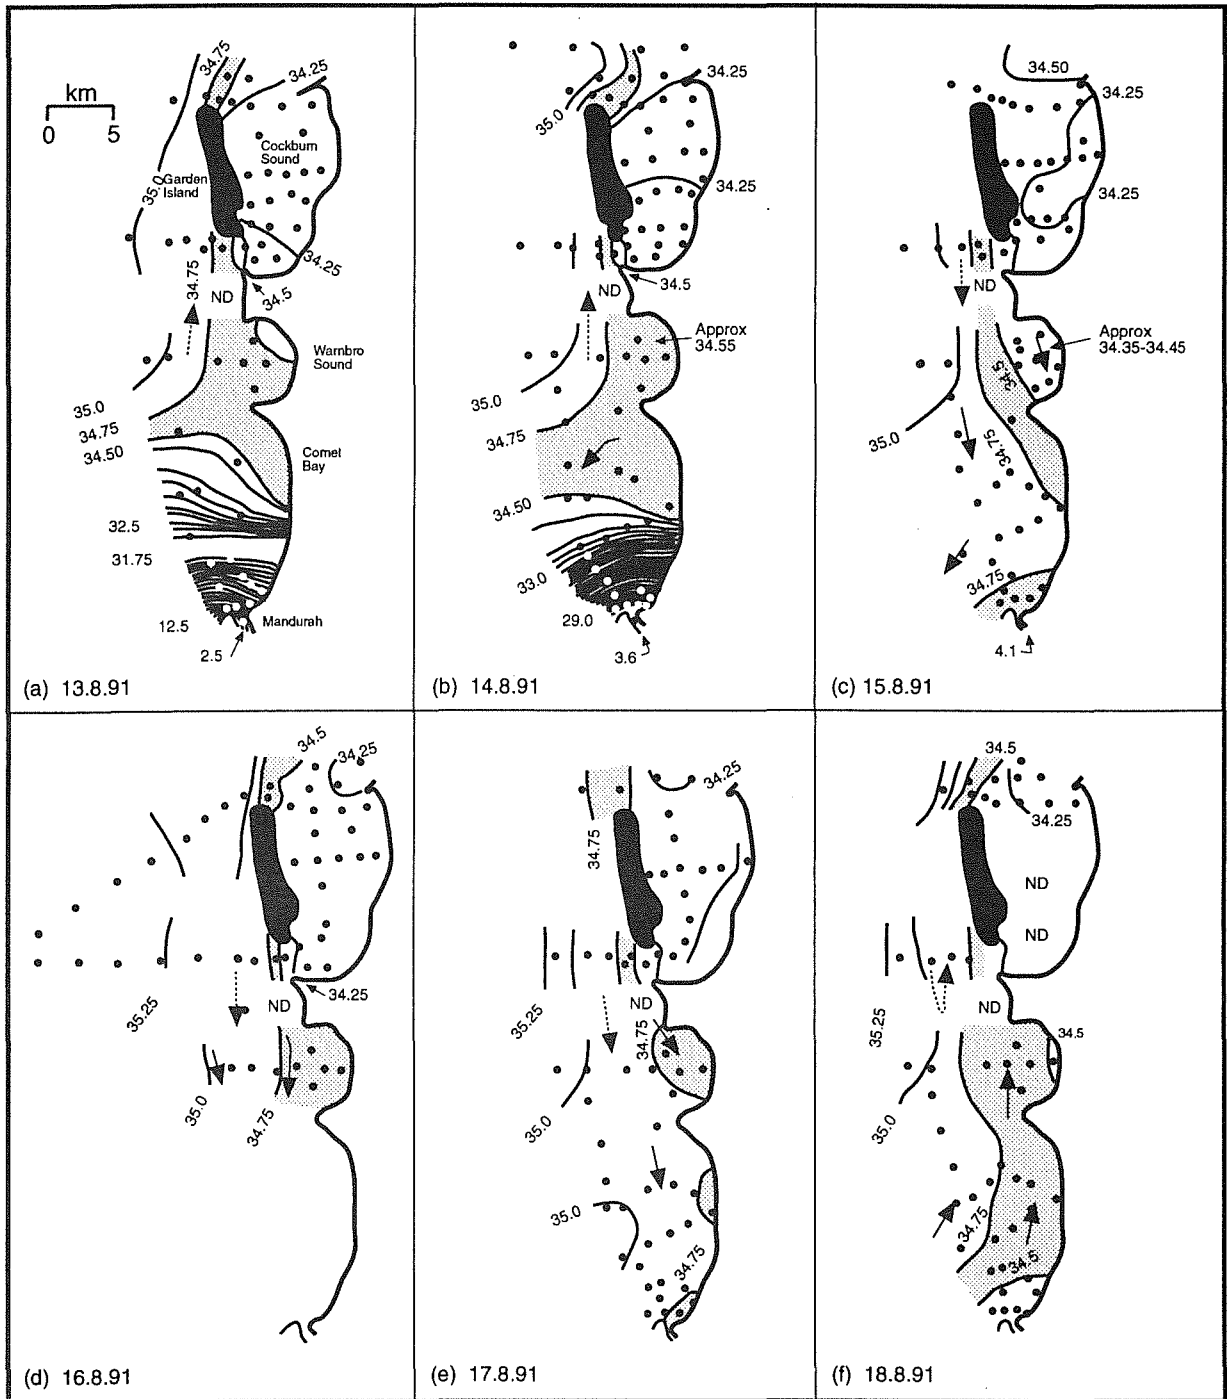 km
0 5
34.75
34.25
Cockburn
Sound
Garden
Island
35.0
34.25
34.75
ND
34.5
Warnbro
Sound
35.0
34.75
34.50
Comet
Bay
32.5
31.75
12.5
Mandurah
2.5
(a) 13.8.91
34.25
35.0
34.25
34.5
ND
Approx
34.55
35.0
34.75
34.50
33.0
29.0
3.6
(b) 14.8.91
34.50
34.25
34.25
ND
Approx
34.35-34.45
34.5
35.0
34.75
34.75
4.1
(c) 15.8.91
34.5
34.25
34.25
ND
35.25
35.0
34.75
(d) 16.8.91
34.25
34.75
ND
35.25
34.75
35.0
35.0
34.75
(e) 17.8.91
34.5
34.25
ND
ND
ND
35.25
34.5
35.0
34.75
34.5
(f) 18.8.91